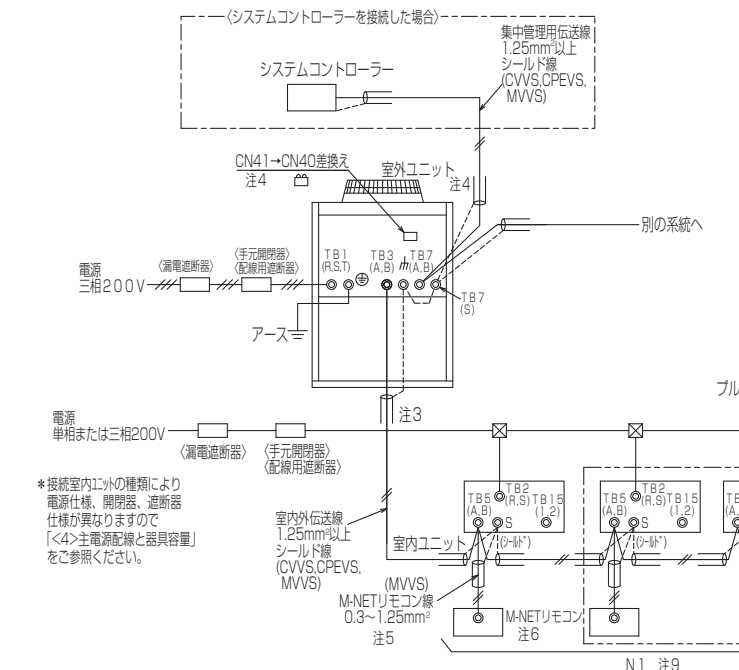 〈システムコントローラーを接続した場合〉
集中管理用伝送線
1.25mm²以上
シールド線
(CVVS,CPEVS,
MVVS)
システムコントローラー
CN41→CN40差換え
注4
室外ユニット
注4
別の系統へ
電源
三相200V
〈漏電遮断器〉
〈手元開閉器〉
〈配線用遮断器〉
TB1
(R,S,T)
TB3
(A,B)
TB7
(A,B)
TB7
(S)
アース
注3
プル
電源
単相または三相200V
〈漏電遮断器〉
〈手元開閉器〉
〈配線用遮断器〉
*接続室内ユニットの種類により
電源仕様、開閉器、遮断器
仕様が異なりますので
「<4>主電源配線と器具容量」
をご参照ください。
室内外伝送線
1.25mm²以上
シールド線
(CVVS,CPEVS,
MVVS)
室内ユニット
TB5
(A,B)
TB2
(R,S)
TB15
(1,2)
S
(シールド)
TB5
(A,B)
TB2
(R,S)
TB15
(1,2)
S
(シールド)
(MVVS)
M-NETリモコン線
0.3~1.25mm²
注5
M-NETリモコン
注6
N1 注9